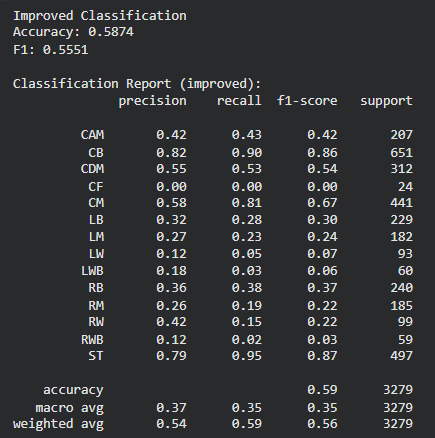 Improved Classification
Accuracy: 0.5874
F1: 0.5551
Classification Report (improved):
precision recall f1-score support
CAM 0.42 0.43 0.42 207
CB 0.82 0.90 0.86 651
CDM 0.55 0.53 0.54 312
CF 0.00 0.00 0.00 24
CM 0.58 0.81 0.67 441
LB 0.32 0.28 0.30 229
LM 0.27 0.23 0.24 182
LW 0.12 0.05 0.07 93
LWB 0.18 0.03 0.06 60
RB 0.36 0.38 0.37 240
RM 0.26 0.19 0.22 185
RW 0.42 0.15 0.22 99
RWB 0.12 0.02 0.03 59
ST 0.79 0.95 0.87 497
accuracy 0.59 3279
macro avg 0.37 0.35 0.35 3279
weighted avg 0.54 0.59 0.56 3279